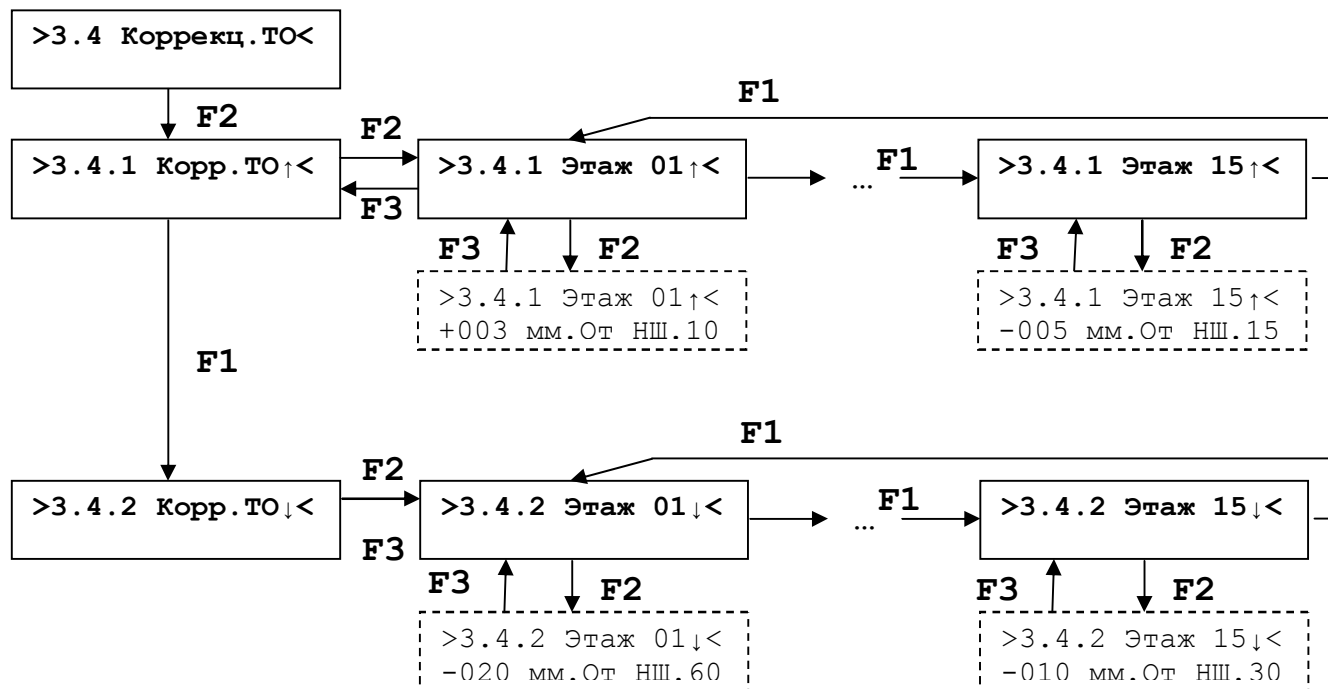 >3.4 Коррекц.ТО<
F2
F1
>3.4.1 Корр.ТО↑<
F2
F3
>3.4.1 Этаж 01↑<
...
F1
>3.4.1 Этаж 15↑<
F3
F2
F3
F2
>3.4.1 Этаж 01↑<
+003 мм.От НШ.10
>3.4.1 Этаж 15↑<
-005 мм.От НШ.15
F1
F1
>3.4.2 Корр.ТО↓<
F2
F3
>3.4.2 Этаж 01↓<
...
F1
>3.4.2 Этаж 15↓<
F3
F2
F3
F2
>3.4.2 Этаж 01↓<
-020 мм.От НШ.60
>3.4.2 Этаж 15↓<
-010 мм.От НШ.30